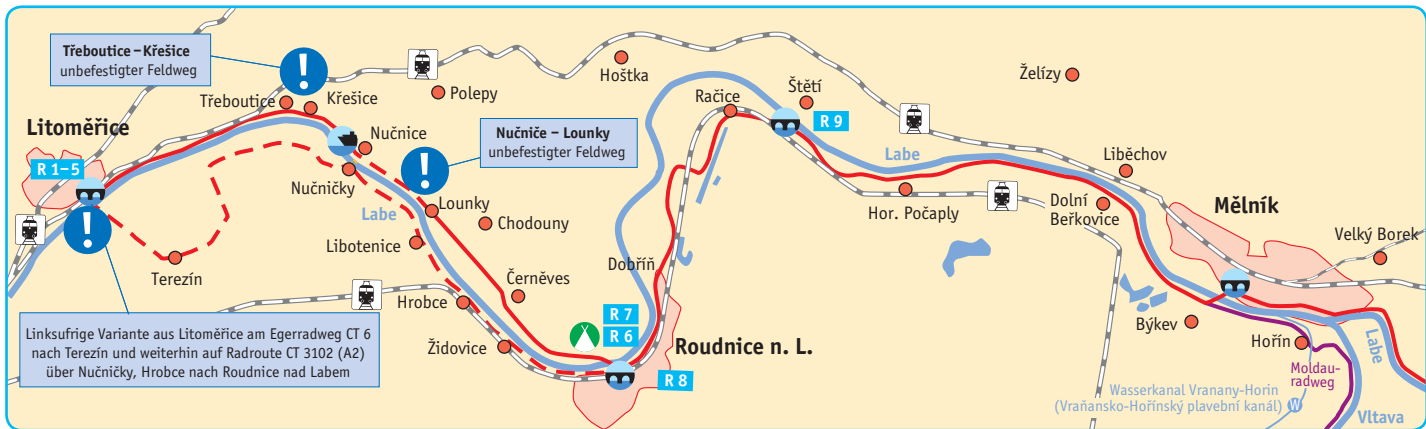 Třeboutice – Křešice
unbefestigter Feldweg
Třeboutice
Křešice
Polepy
Hoštka
Želízy
Štětí
Račice
R 9
Litoměřice
R 1–5
Nučnice
Nučniče – Lounky
unbefestigter Feldweg
Nučničky
Labe
Labe
Liběchov
Lounky
Chodouny
Hor. Počaply
Dolní
Beřkovice
Mělník
Velký Borek
Libotenice
Terezín
Dobříň
Černěves
Hrobce
R 7
R 6
Linksufrige Variante aus Litoměřice am Egerradweg CT 6
nach Terezín und weiterhin auf Radroute CT 3102 (A2)
über Nučničky, Hrobce nach Roudnice nad Labem
Židovice
Roudnice n. L.
R 8
Býkev
Hořín
Labe
Moldau-
radweg
Wasserkanal Vranany-Horin
(Vraňansko-Hořínský plavební kanál)
W
Vltava